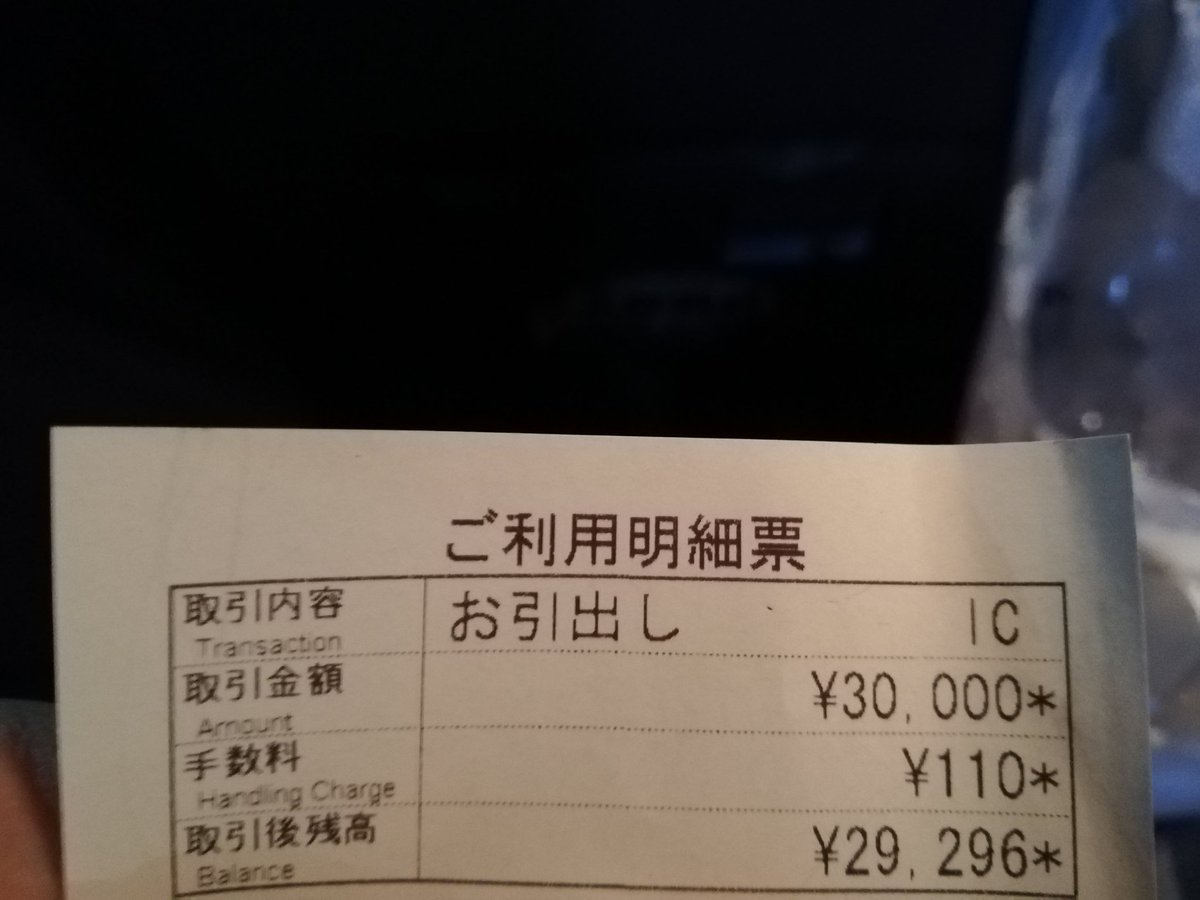 ご利用明細票
取引内容 お引出し IC
Transaction
取引金額 ¥30,000*
Amount
手数料 ¥110*
Handling Charge
取引後残高 ¥29,296*
Balance